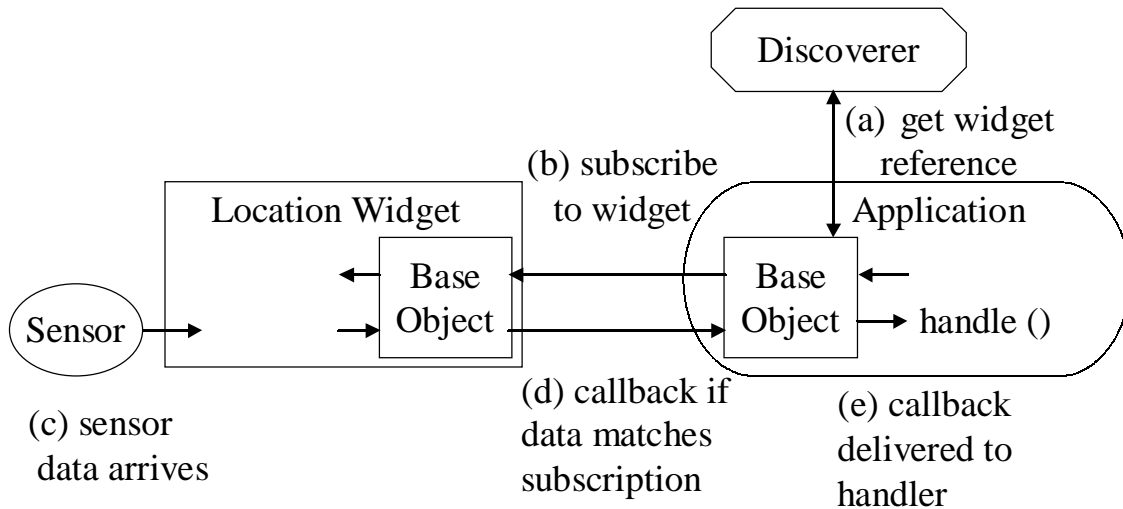 Discoverer
(a) get widget
reference
(b) subscribe
to widget
Location Widget
Application
Base
Object
Base
Object
Sensor
handle ()
(c) sensor
data arrives
(d) callback if
data matches
subscription
(e) callback
delivered to
handler